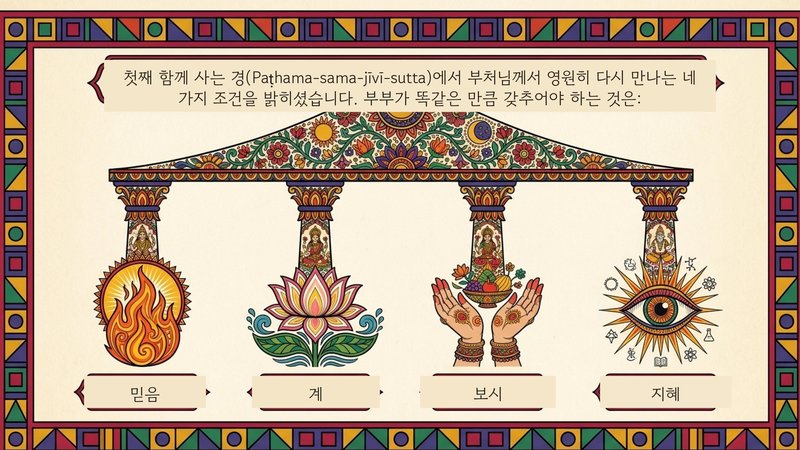 첫째 함께 사는 경(Paṭhama-sama-jīvī-sutta)에서 부처님께서 영원히 다시 만나는 네
가지 조건을 밝히셨습니다. 부부가 똑같은 만큼 갖추어야 하는 것은:
믿음
계
보시
지혜